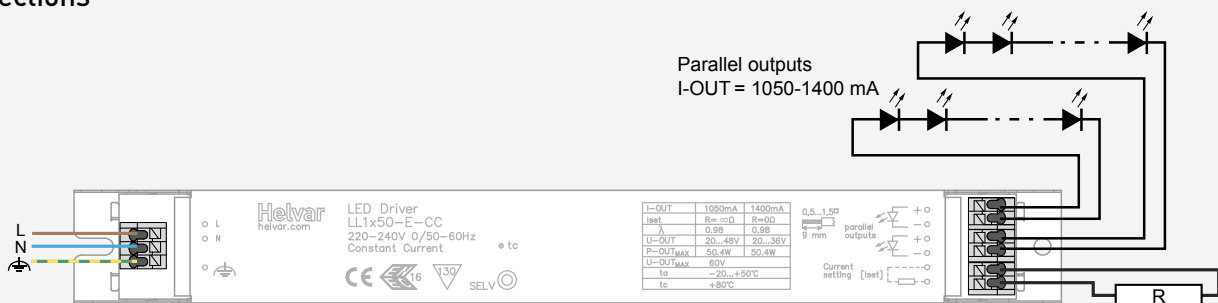 ections
Parallel outputs
I-OUT = 1050-1400 mA
L
N
L
N
Helvar
helvar.com
LED Driver
LL1x50-E-CC
220-240V 0/50-60Hz
Constant Current
tc
16
130
SELV
I-OUT 1050mA 1400mA
Iset R= ∞Ω R=0Ω
λ 0.98 0.98
U-OUT 20...48V 20...36V
P-OUTMAX 50.4W 50.4W
U-OUTMAX 60V
ta -20...+50°C
tc +80°C
0,5...1,5
9 mm
parallel
outputs
+
-
+
-
Current
setting [Iset]
R